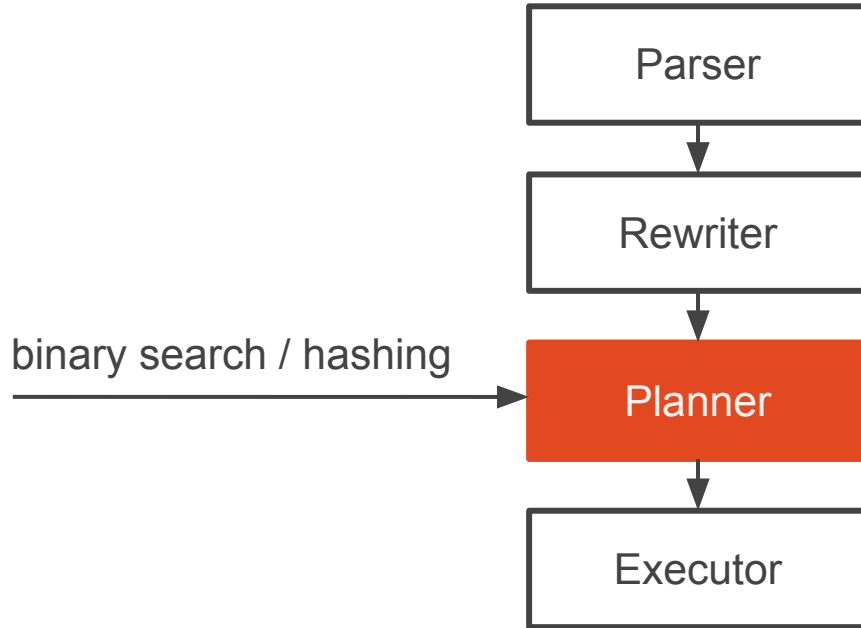 Parser
Rewriter
binary search / hashing
Planner
Executor